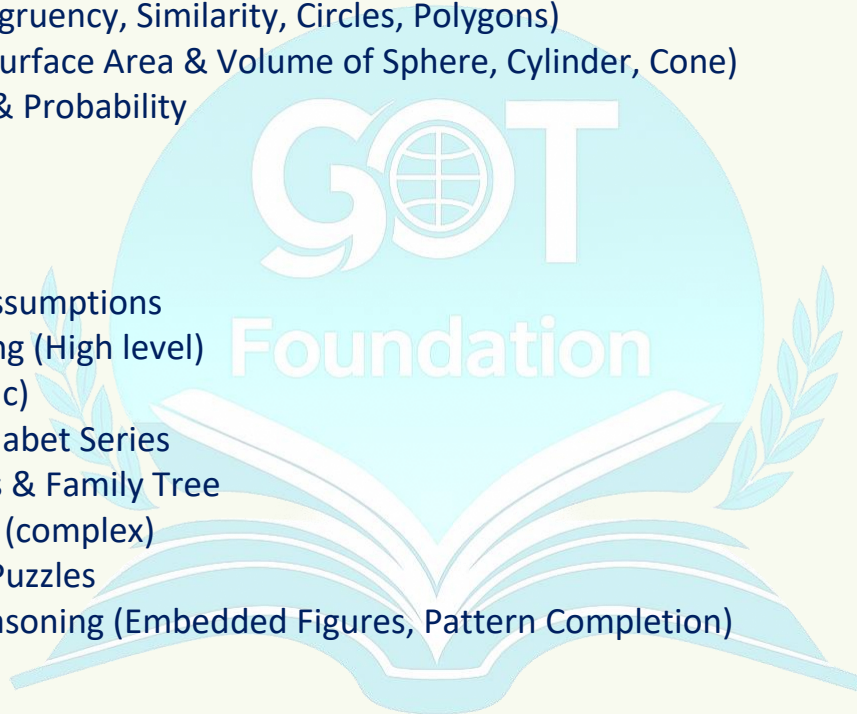 gruency, Similarity, Circles, Polygons)
urface Area & Volume of Sphere, Cylinder, Cone)
& Probability
GOT
Foundation
ssumptions
ng (High level)
c)
abet Series
s & Family Tree
(complex)
Puzzles
asoning (Embedded Figures, Pattern Completion)